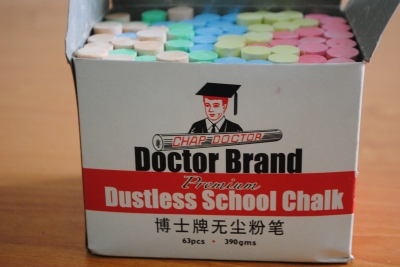 CHAP DOCTOR
Doctor Brand
Premium
Dustless School Chalk
博士牌无尘粉笔
63pcs • 390gms